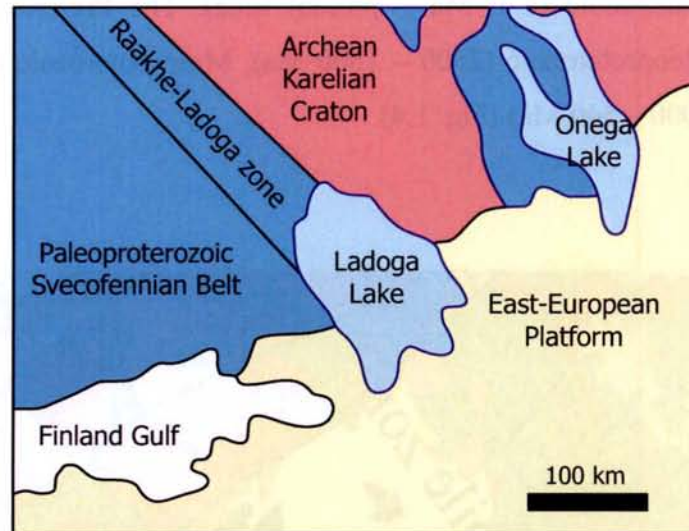 Raakhe-Ladoga zone
Archean
Karelian
Craton
Onega
Lake
Paleoproterozoic
Svecofennian Belt
Ladoga
Lake
East-European
Platform
Finland Gulf
100 km